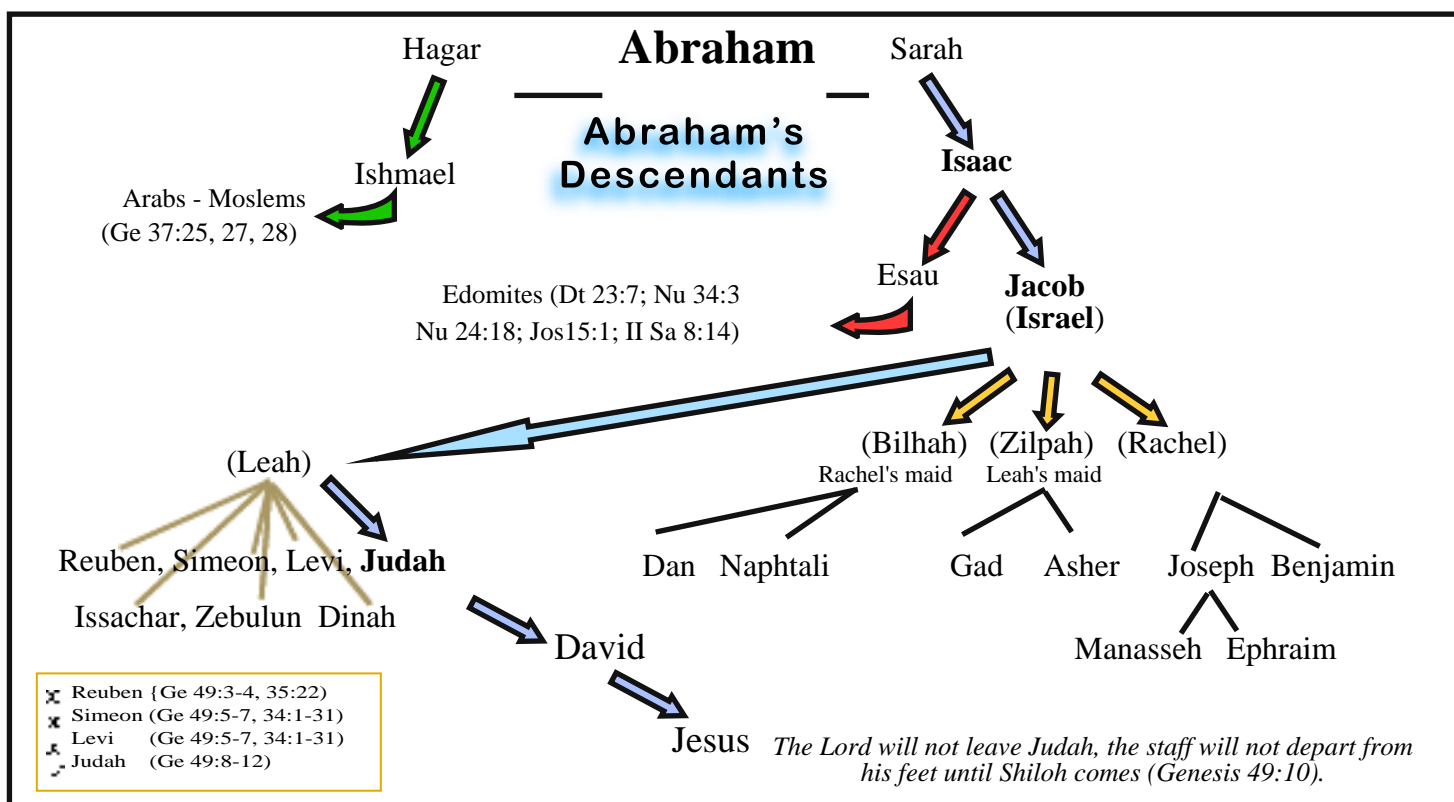 Hagar Abraham Sarah
Abraham's
Descendants
Isaac
Ishmael
Arabs - Moslems
(Ge 37:25, 27, 28)
Esau
Jacob
(Israel)
Edomites (Dt 23:7; Nu 34:3
Nu 24:18; Jos15:1; II Sa 8:14)
(Leah)
(Bilhah) (Zilpah) (Rachel)
Rachel's maid Leah's maid
Reuben, Simeon, Levi, Judah
Issachar, Zebulun Dinah
Dan Naphtali Gad Asher Joseph Benjamin
Manasseh Ephraim
David
Jesus
Reuben {Ge 49:3-4, 35:22)
Simeon (Ge 49:5-7, 34:1-31)
Levi (Ge 49:5-7, 34:1-31)
Judah (Ge 49:8-12)
The Lord will not leave Judah, the staff will not depart from
his feet until Shiloh comes (Genesis 49:10).